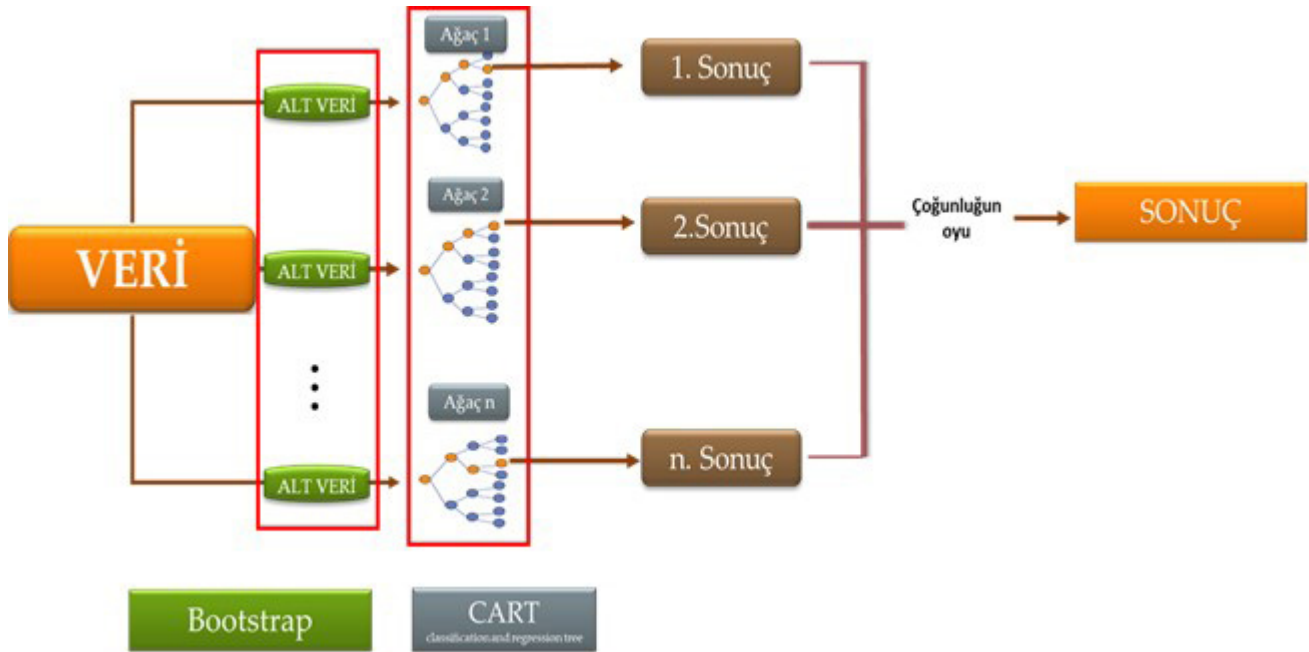 Ağaç 1
ALT VERİ
1. Sonuç
Ağaç 2
VERİ
ALT VERİ
2.Sonuç
Çoğunluğun
oyu
SONUÇ
Ağaç n
ALT VERİ
n. Sonuç
Bootstrap
CART
classification and regression tree